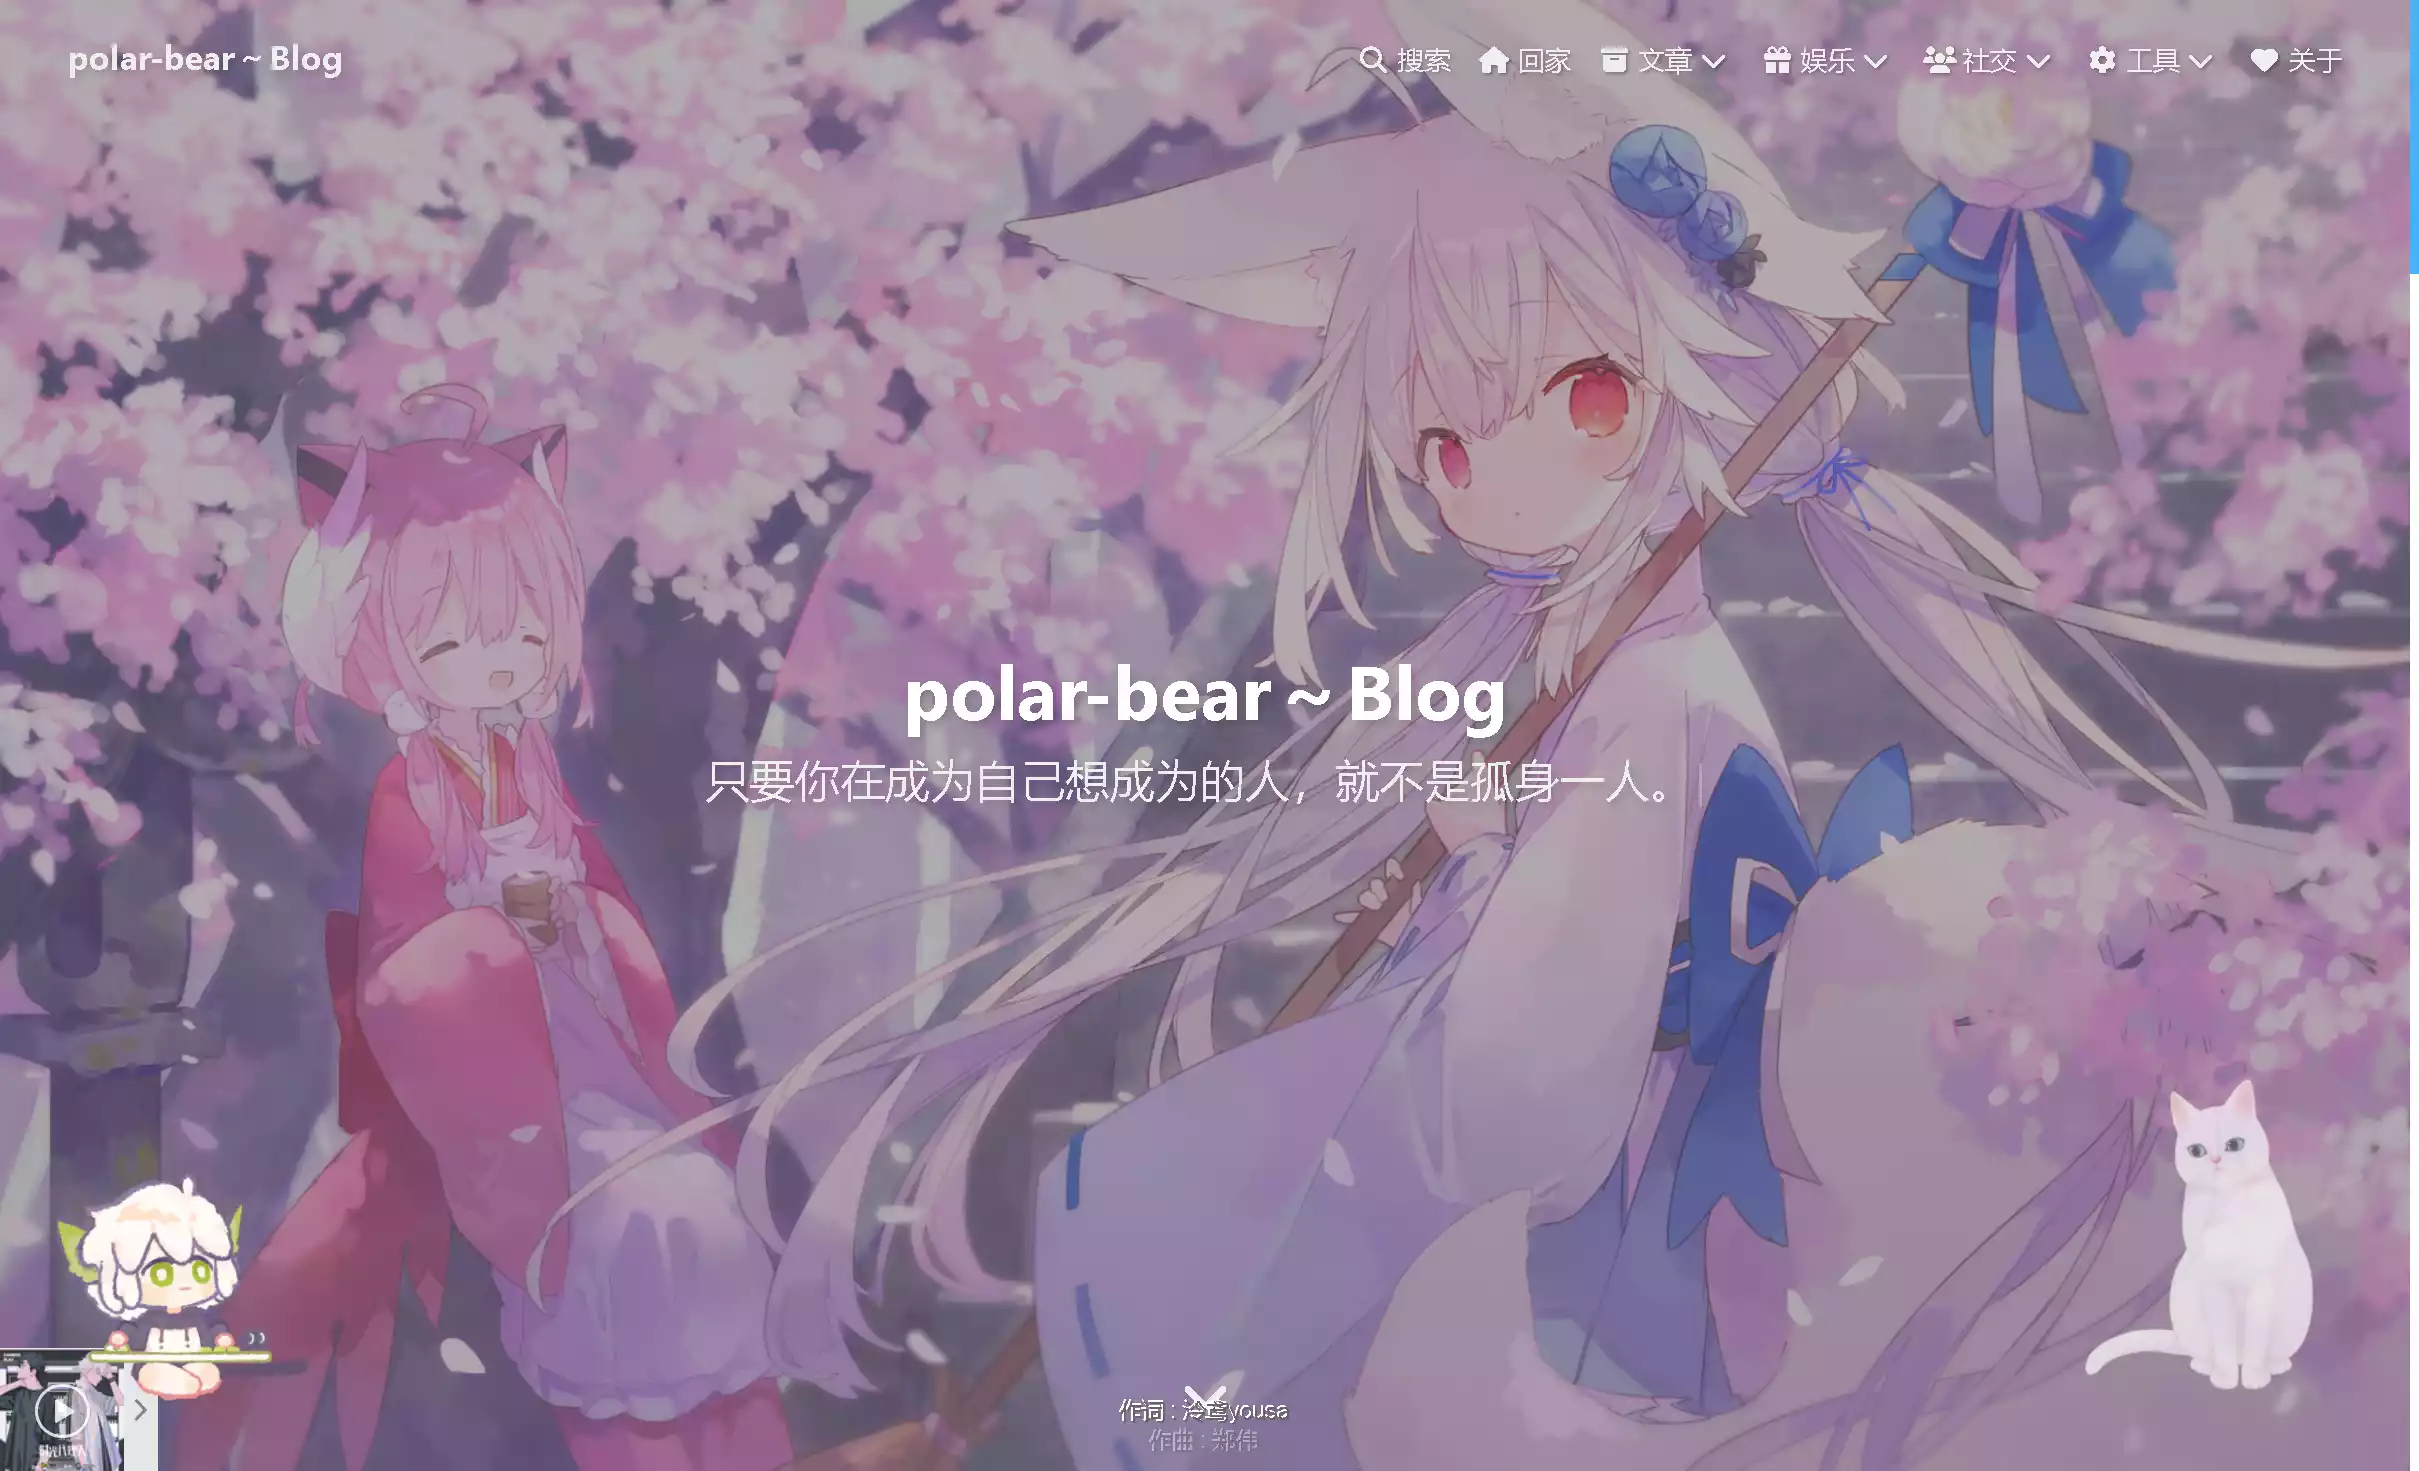 polar-bear ~ Blog
搜索 回家 文章 娱乐 社交 工具 关于
polar-bear ~ Blog
只要你在成为自己想成为的人，就不是孤身一人。
作词 : 泠鸢yousa
作曲 : 郑伟